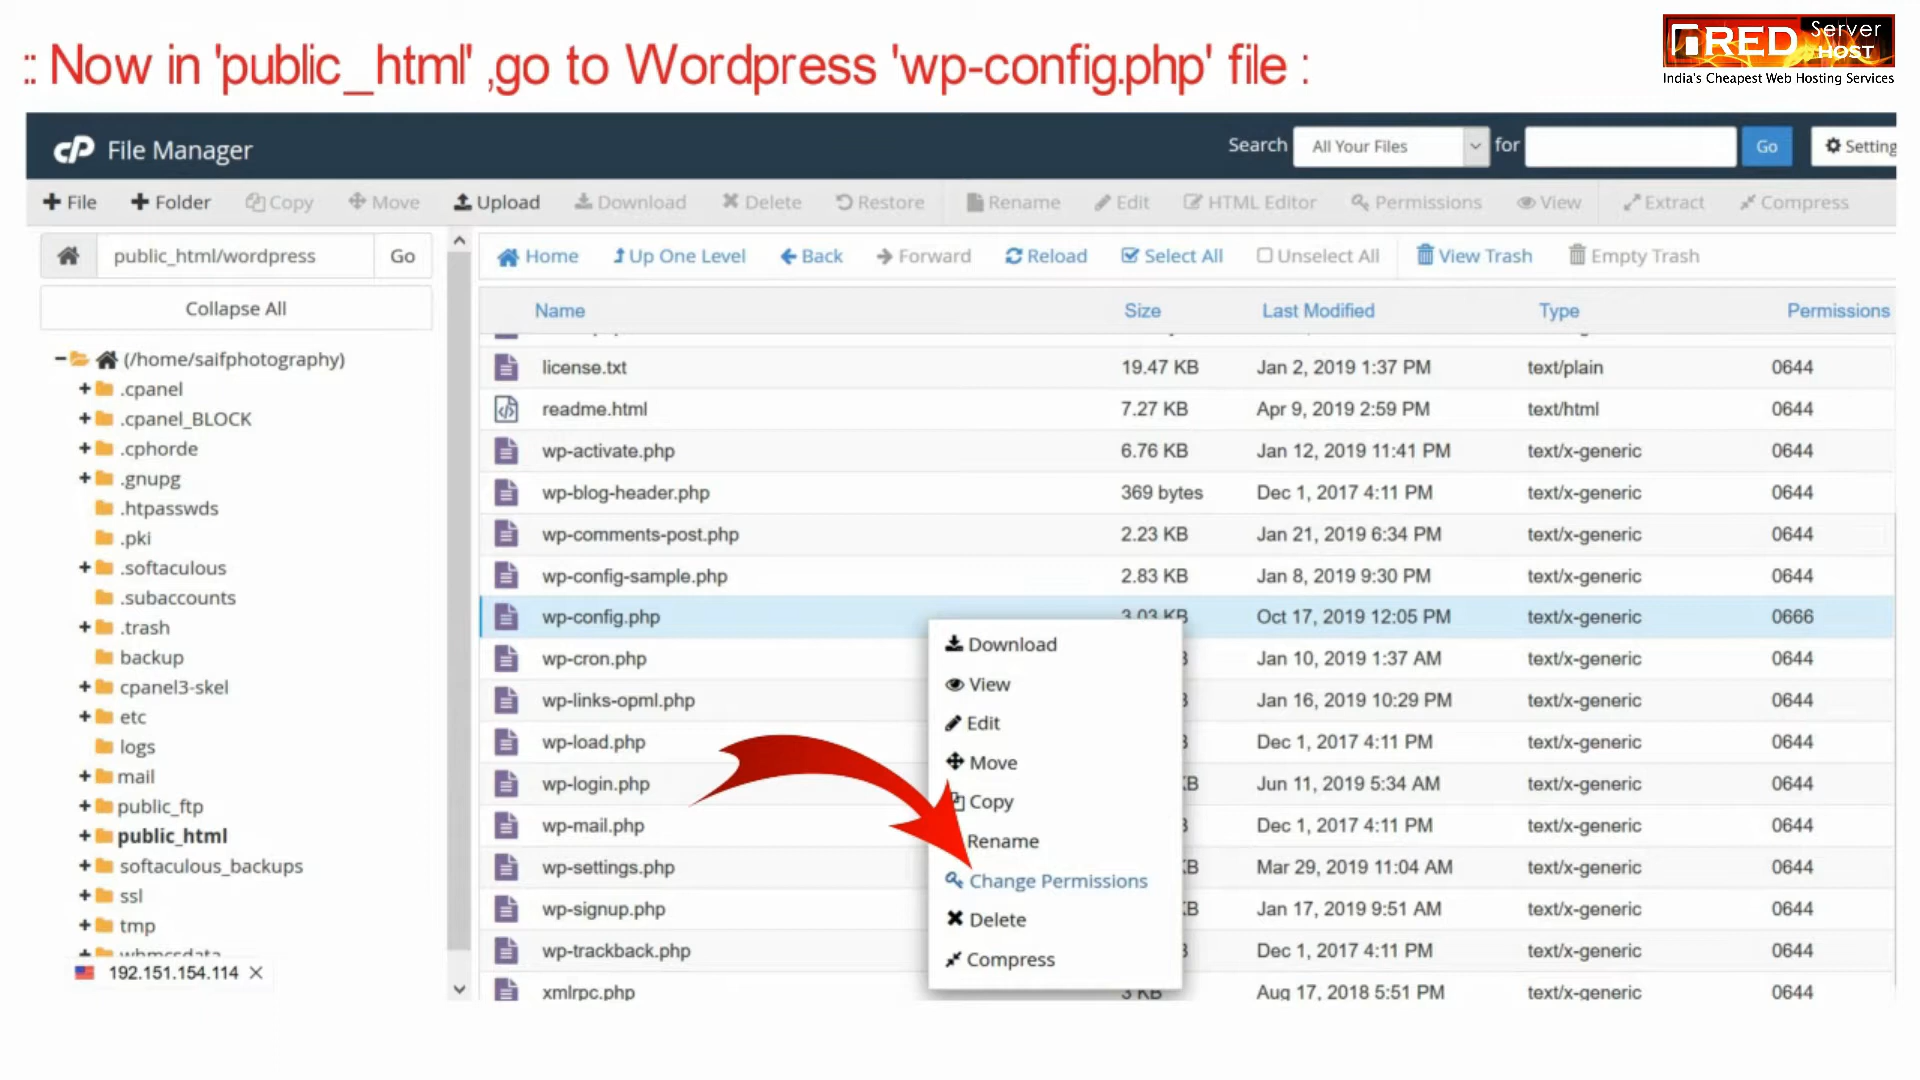 :: Now in 'public_html' ,go to Wordpress 'wp-config.php' file :
RED Server HOST
India's Cheapest Web Hosting Services
cP File Manager
Search All Your Files for Go Setting
File Folder Copy Move Upload Download Delete Restore Rename Edit HTML Editor Permissions View Extract Compress
public_html/wordpress Go
Home Up One Level Back Forward Reload Select All Unselect All View Trash Empty Trash
Collapse All
(/home/saifphotography)
.cpanel
.cpanel_BLOCK
.cphorde
.gnupg
.htpasswds
.pki
.softaculous
.subaccounts
.trash
backup
cpanel3-skel
etc
logs
mail
public_ftp
public_html
softaculous_backups
ssl
tmp
whmcsdata
192.151.154.114
Name Size Last Modified Type Permissions
license.txt 19.47 KB Jan 2, 2019 1:37 PM text/plain 0644
readme.html 7.27 KB Apr 9, 2019 2:59 PM text/html 0644
wp-activate.php 6.76 KB Jan 12, 2019 11:41 PM text/x-generic 0644
wp-blog-header.php 369 bytes Dec 1, 2017 4:11 PM text/x-generic 0644
wp-comments-post.php 2.23 KB Jan 21, 2019 6:34 PM text/x-generic 0644
wp-config-sample.php 2.83 KB Jan 8, 2019 9:30 PM text/x-generic 0644
wp-config.php 3.03 KB Oct 17, 2019 12:05 PM text/x-generic 0666
wp-cron.php Jan 10, 2019 1:37 AM text/x-generic 0644
wp-links-opml.php Jan 16, 2019 10:29 PM text/x-generic 0644
wp-load.php Dec 1, 2017 4:11 PM text/x-generic 0644
wp-login.php Jun 11, 2019 5:34 AM text/x-generic 0644
wp-mail.php Dec 1, 2017 4:11 PM text/x-generic 0644
wp-settings.php Mar 29, 2019 11:04 AM text/x-generic 0644
wp-signup.php Jan 17, 2019 9:51 AM text/x-generic 0644
wp-trackback.php Dec 1, 2017 4:11 PM text/x-generic 0644
xmlrpc.php 3 KB Aug 17, 2018 5:51 PM text/x-generic 0644
Download
View
Edit
Move
Copy
Rename
Change Permissions
Delete
Compress